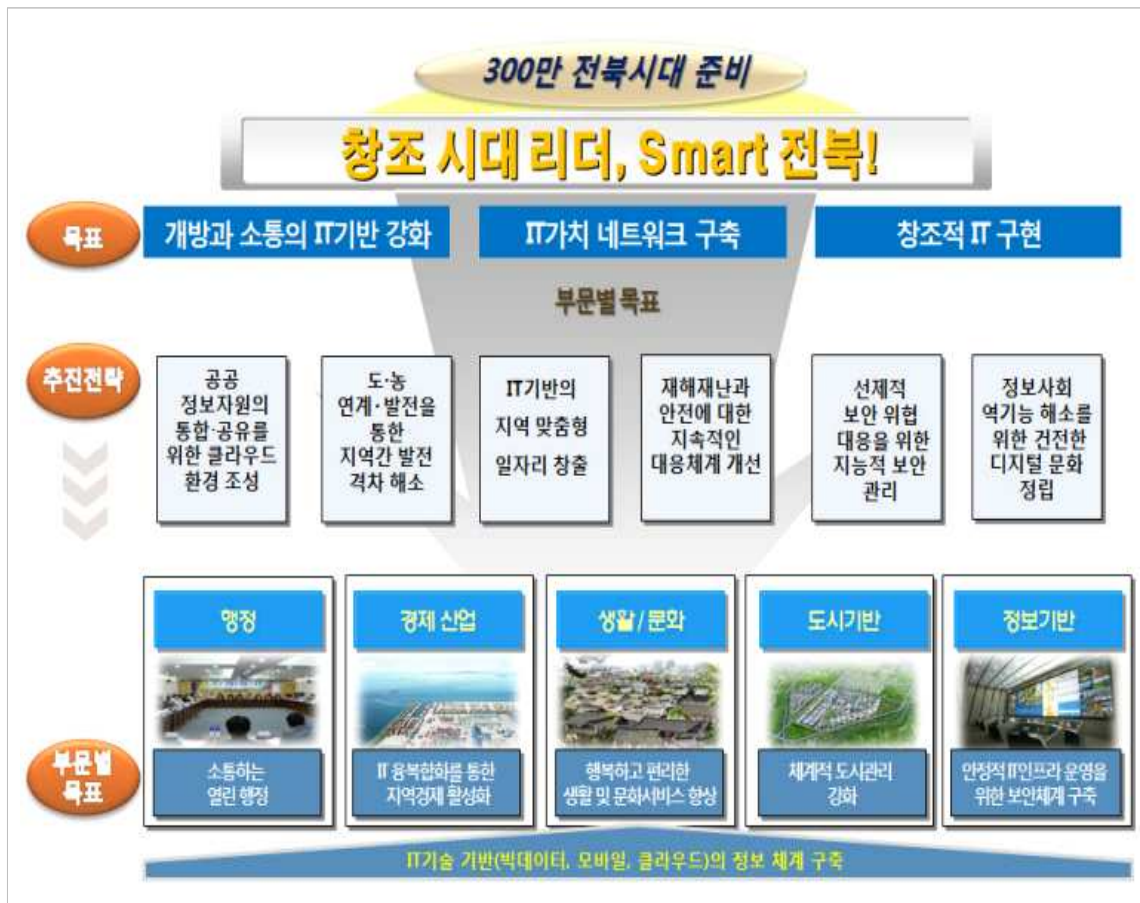 300만 전북시대 준비
창조 시대 리더, Smart 전북!
목표
개방과 소통의 IT기반 강화
IT가치 네트워크 구축
창조적 IT 구현
부문별 목표
추진전략
공공
정보자원의
통합·공유를
위한 클라우드
환경 조성
도·농
연계·발전을
통한
지역간 발전
격차 해소
IT기반의
지역 맞춤형
일자리 창출
재해재난과
안전에 대한
지속적인
대응체계 개선
선제적
보안 위협
대응을 위한
지능적 보안
관리
정보사회
역기능 해소를
위한 건전한
디지털 문화
정립
부문별
목표
행정
소통하는
열린 행정
경제 산업
IT 융복합화를 통한
지역경제 활성화
생활 / 문화
행복하고 편리한
생활 및 문화서비스 향상
도시기반
체계적 도시관리
강화
정보기반
안정적 IT인프라 운영을
위한 보안체계 구축
IT기술 기반(빅데이터, 모바일, 클라우드)의 정보 체계 구축